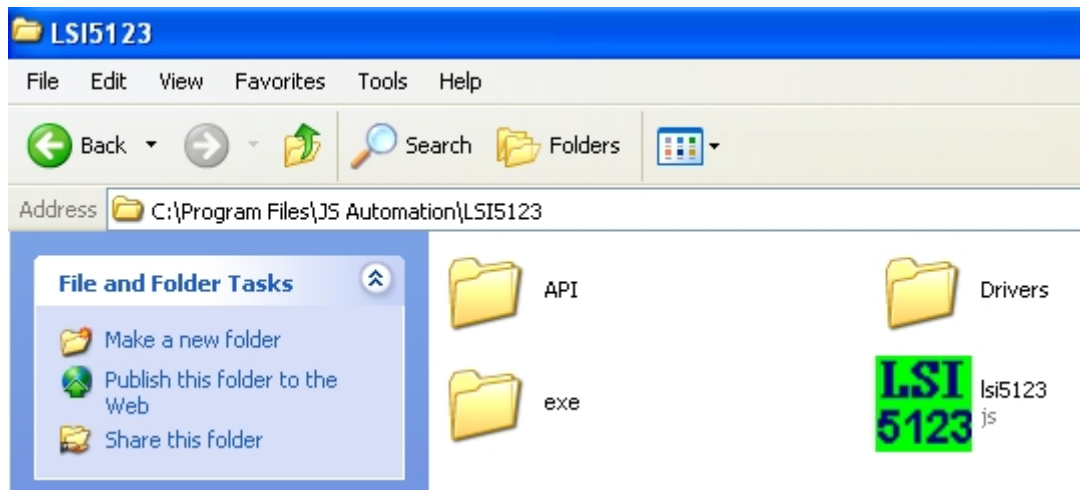 LSI5123
File Edit View Favorites Tools Help
Back Search Folders
Address C:\Program Files\JS Automation\LSI5123
File and Folder Tasks
Make a new folder
Publish this folder to the
Web
Share this folder
API
Drivers
exe
LSI
5123
lsi5123
js